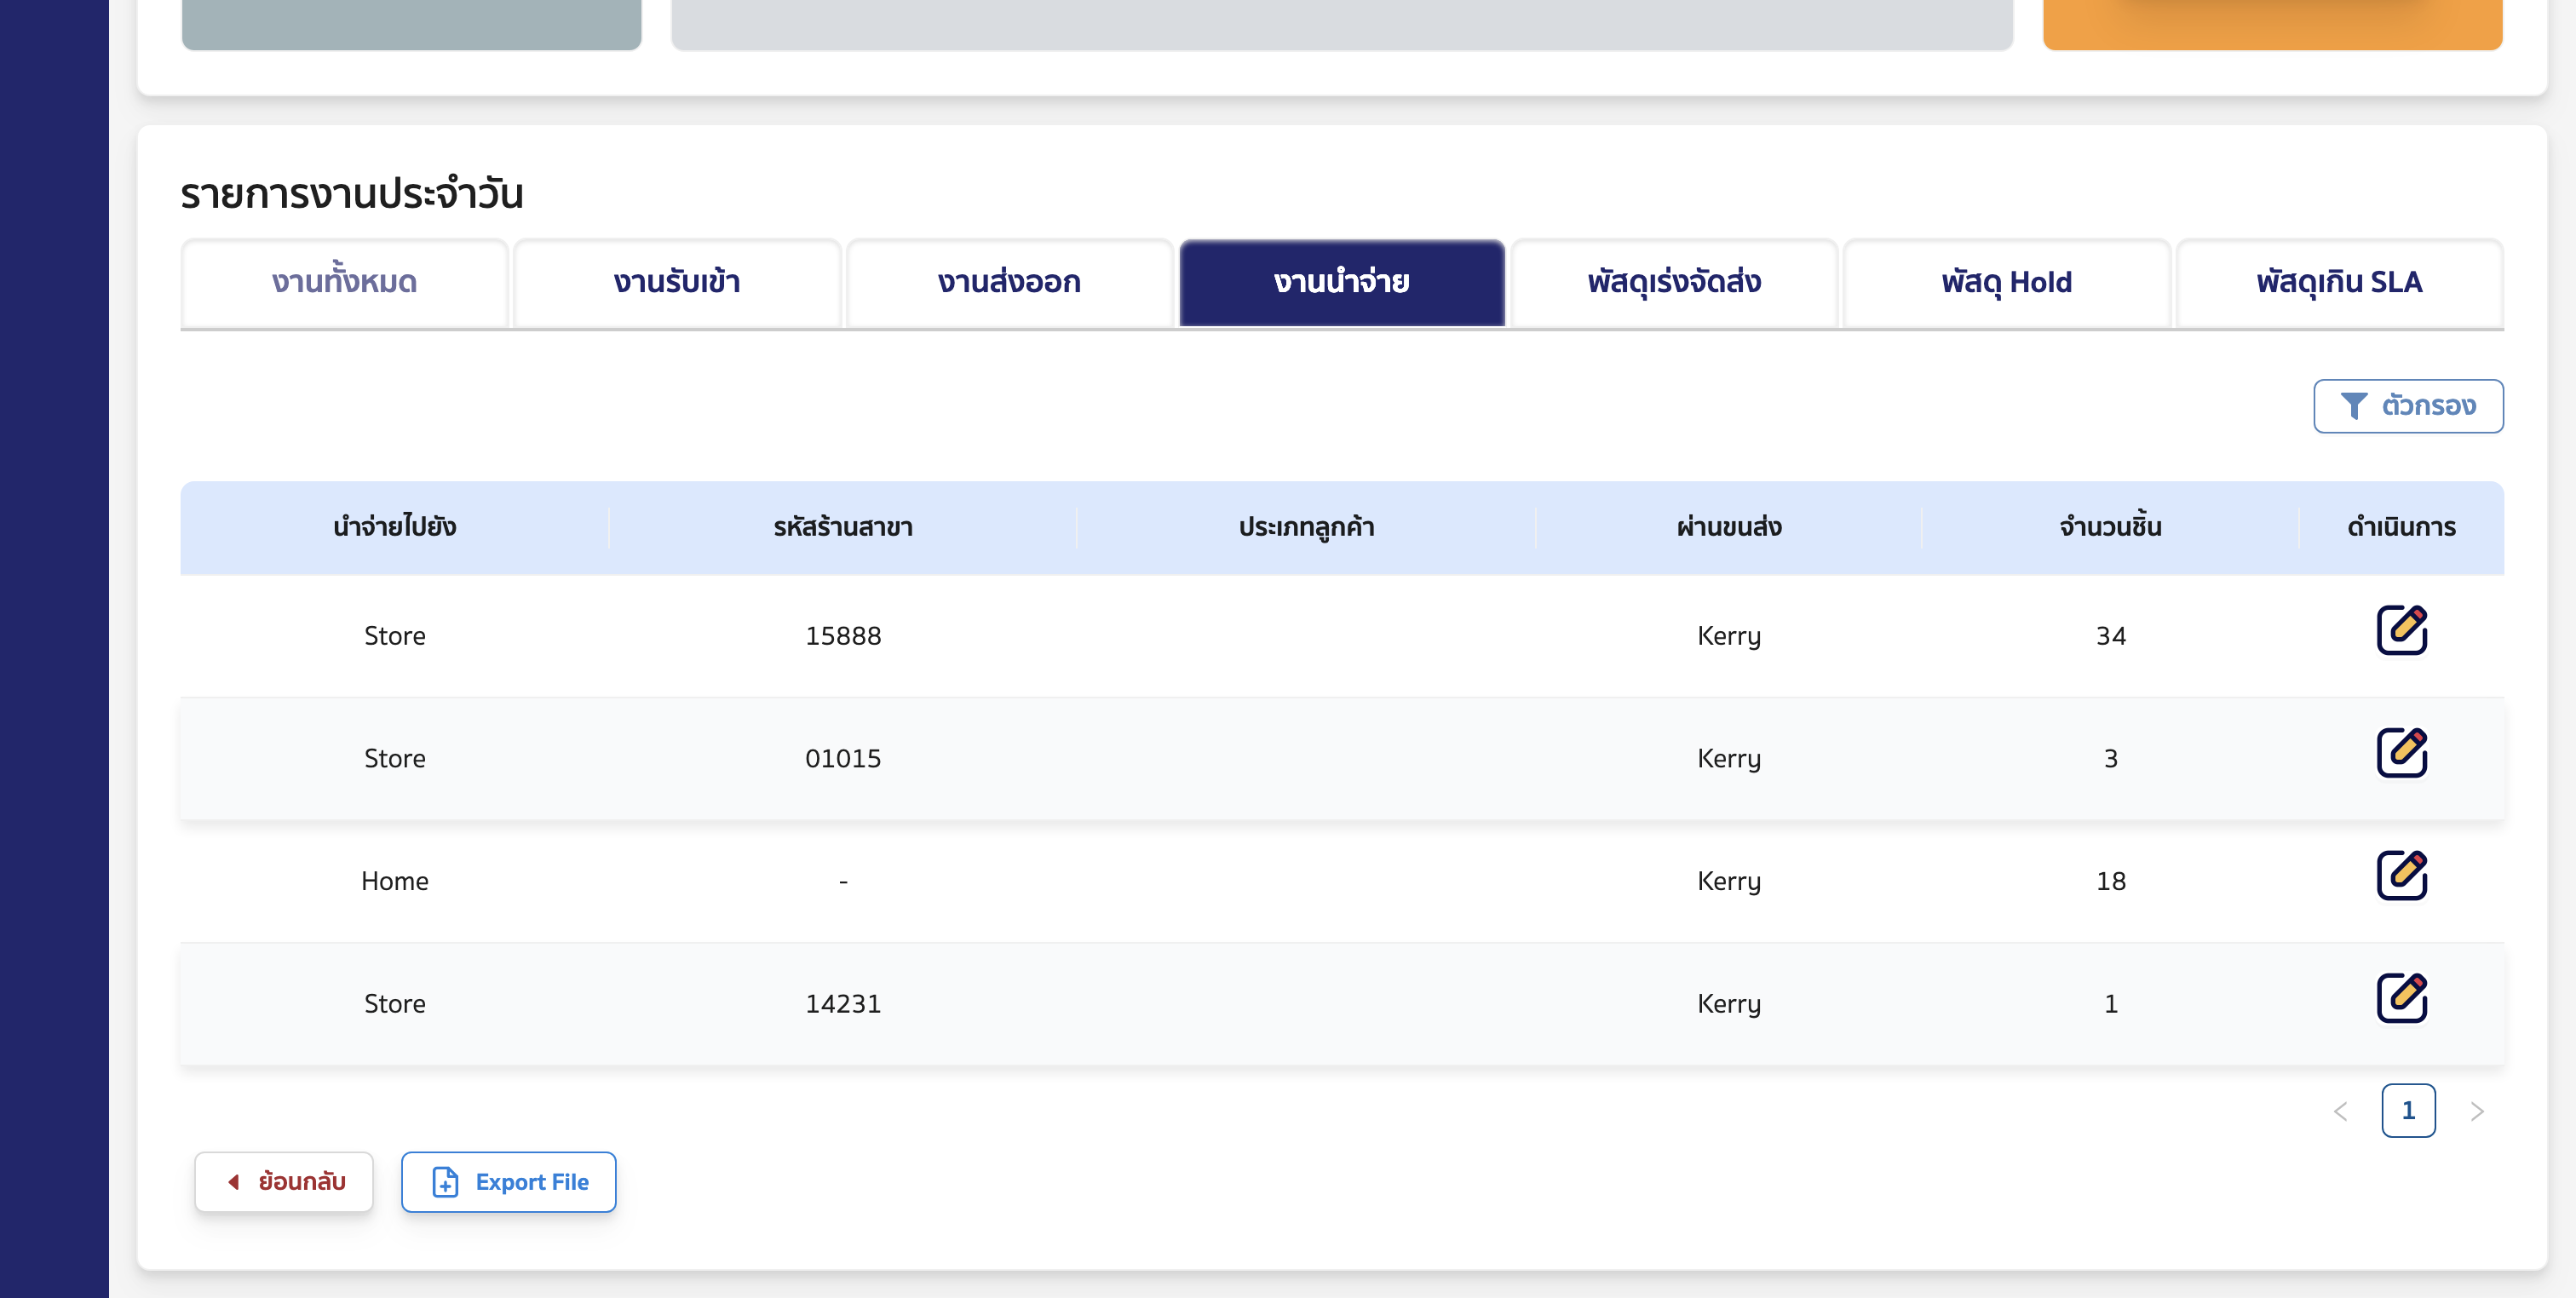 รายการงานประจำวัน
งานทั้งหมด งานรับเข้า งานส่งออก งานนำจ่าย พัสดุเร่งจัดส่ง พัสดุ Hold พัสดุเกิน SLA
ตัวกรอง
นำจ่ายไปยัง รหัสร้านสาขา ประเภทลูกค้า ผ่านขนส่ง จำนวนชิ้น ดำเนินการ
Store 15888 Kerry 34
Store 01015 Kerry 3
Home - Kerry 18
Store 14231 Kerry 1
< 1 >
ย้อนกลับ Export File